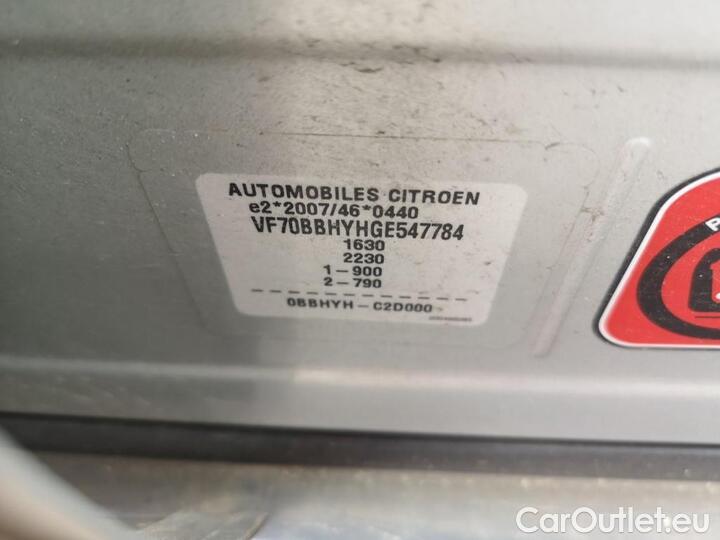 AUTOMOBILES CITROEN
e2*2007/46*0440
VF70BBHYHGE547784
1630
2230
1-900
2-790
0BBHYH-C2D000
CarOutlet.eu